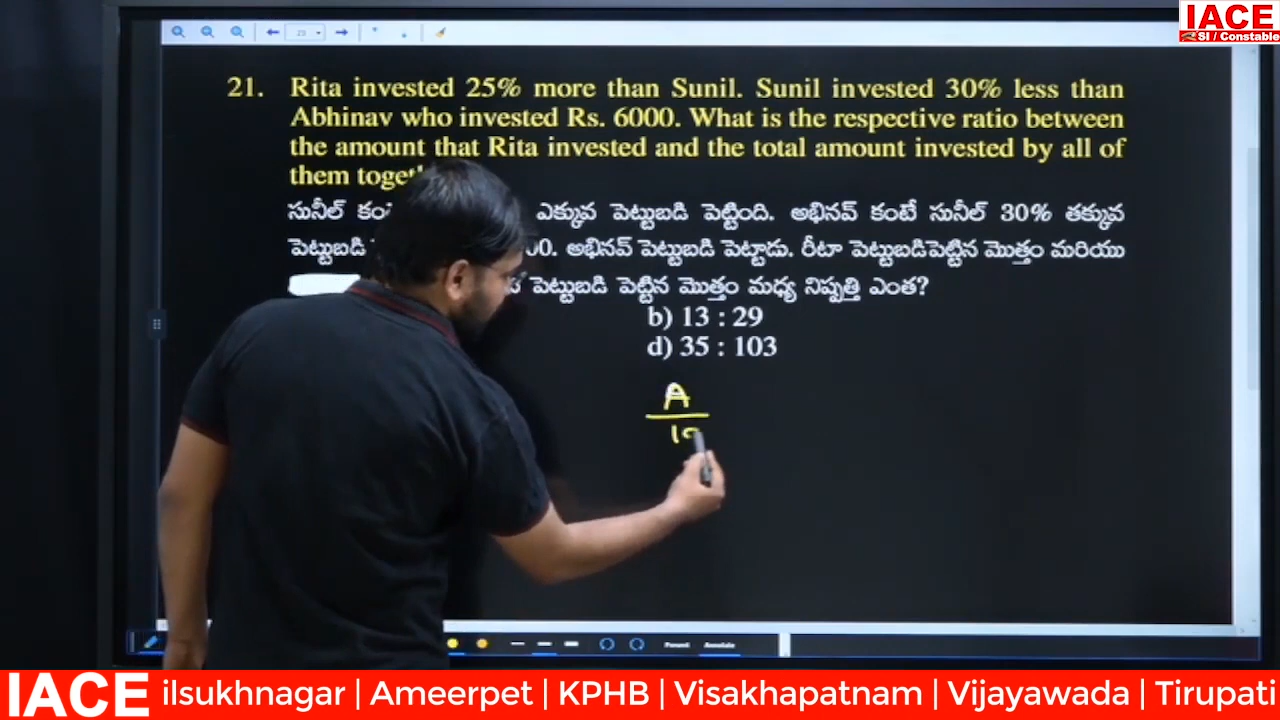 IACE
SI / Constable
21. Rita invested 25% more than Sunil. Sunil invested 30% less than
Abhinav who invested Rs. 6000. What is the respective ratio between
the amount that Rita invested and the total amount invested by all of
them
సునీల్ ఎక్కువ పెట్టుబడి పెట్టింది. అభినవ్ కంటే సునీల్ 30% తక్కువ
పెట్టుబడి 00. అభినవ్ పెట్టుబడి పెట్టాడు. రీటా పెట్టుబడిపెట్టిన మొత్తం మరియు
పెట్టుబడి పెట్టిన మొత్తం మధ్య నిష్పత్తి ఎంత?
b) 13 : 29
d) 35 : 103
A
Parent Annotate
IACE ilsukhnagar | Ameerpet | KPHB | Visakhapatnam | Vijayawada | Tirupati